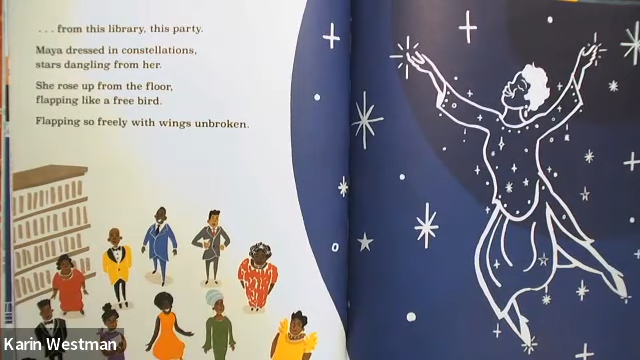 . . . from this library, this party.
Maya dressed in constellations,
stars dangling from her.
She rose up from the floor,
flapping like a free bird.
Flapping so freely with wings unbroken.
Karin Westman